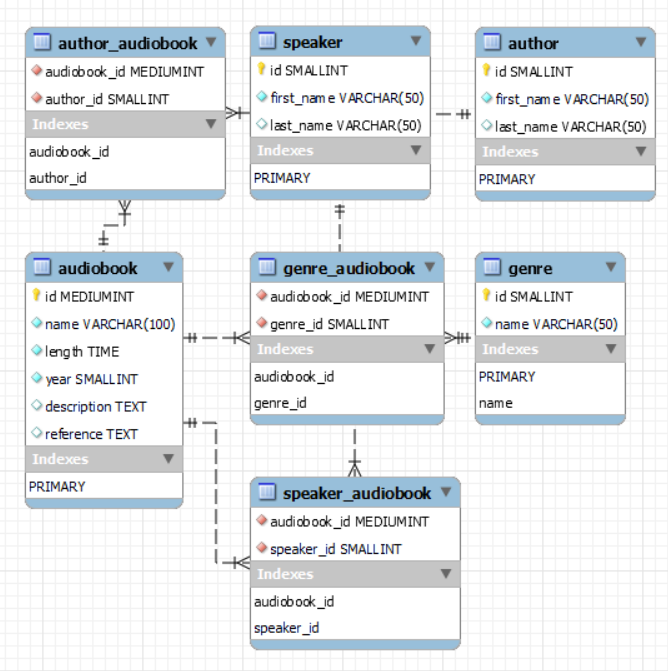 author_audiobook
audiobook_id MEDIUMINT
author_id SMALLINT
Indexes
audiobook_id
author_id
speaker
id SMALLINT
first_name VARCHAR(50)
last_name VARCHAR(50)
Indexes
PRIMARY
author
id SMALLINT
first_name VARCHAR(50)
last_name VARCHAR(50)
Indexes
PRIMARY
audiobook
id MEDIUMINT
name VARCHAR(100)
length TIME
year SMALLINT
description TEXT
reference TEXT
Indexes
PRIMARY
genre_audiobook
audiobook_id MEDIUMINT
genre_id SMALLINT
Indexes
audiobook_id
genre_id
genre
id SMALLINT
name VARCHAR(50)
Indexes
PRIMARY
name
speaker_audiobook
audiobook_id MEDIUMINT
speaker_id SMALLINT
Indexes
audiobook_id
speaker_id